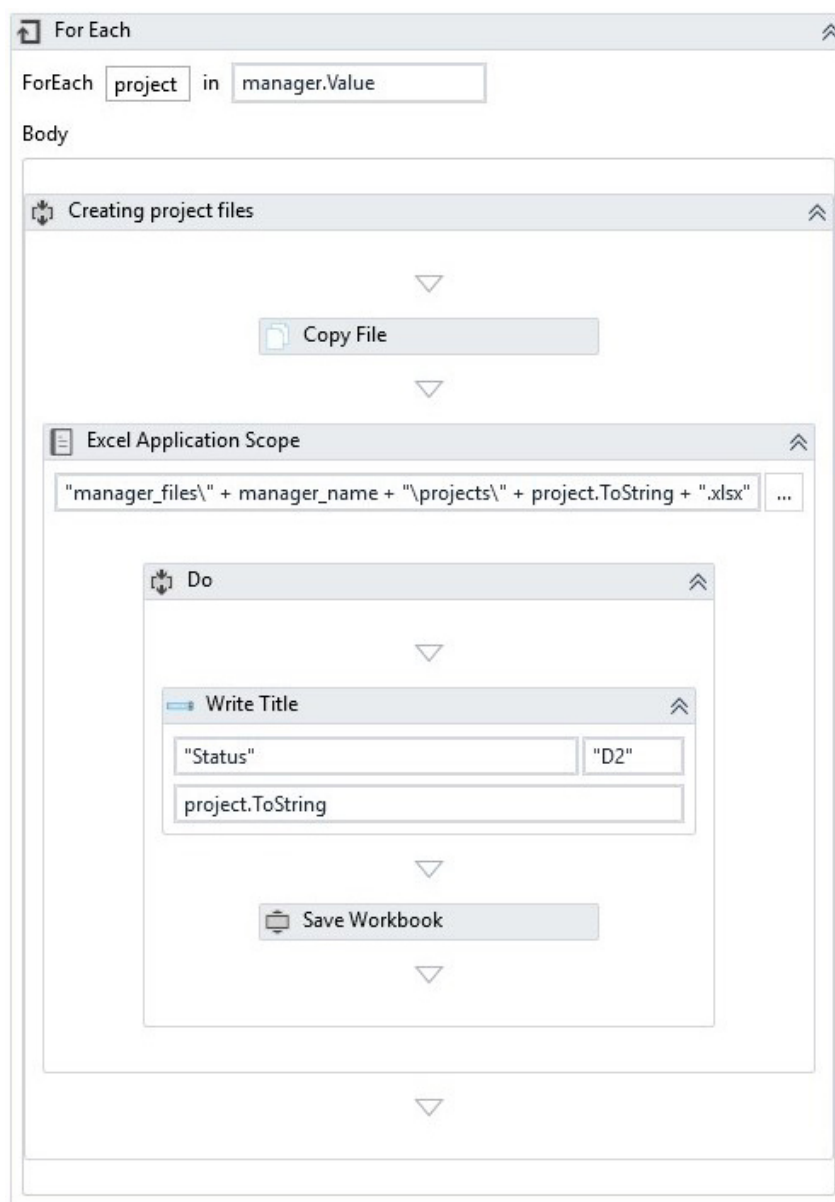 For Each
ForEach project in manager.Value
Body
Creating project files
Copy File
Excel Application Scope
"manager_files\" + manager_name + "\projects\" + project.ToString + ".xlsx" ...
Do
Write Title
"Status" "D2"
project.ToString
Save Workbook